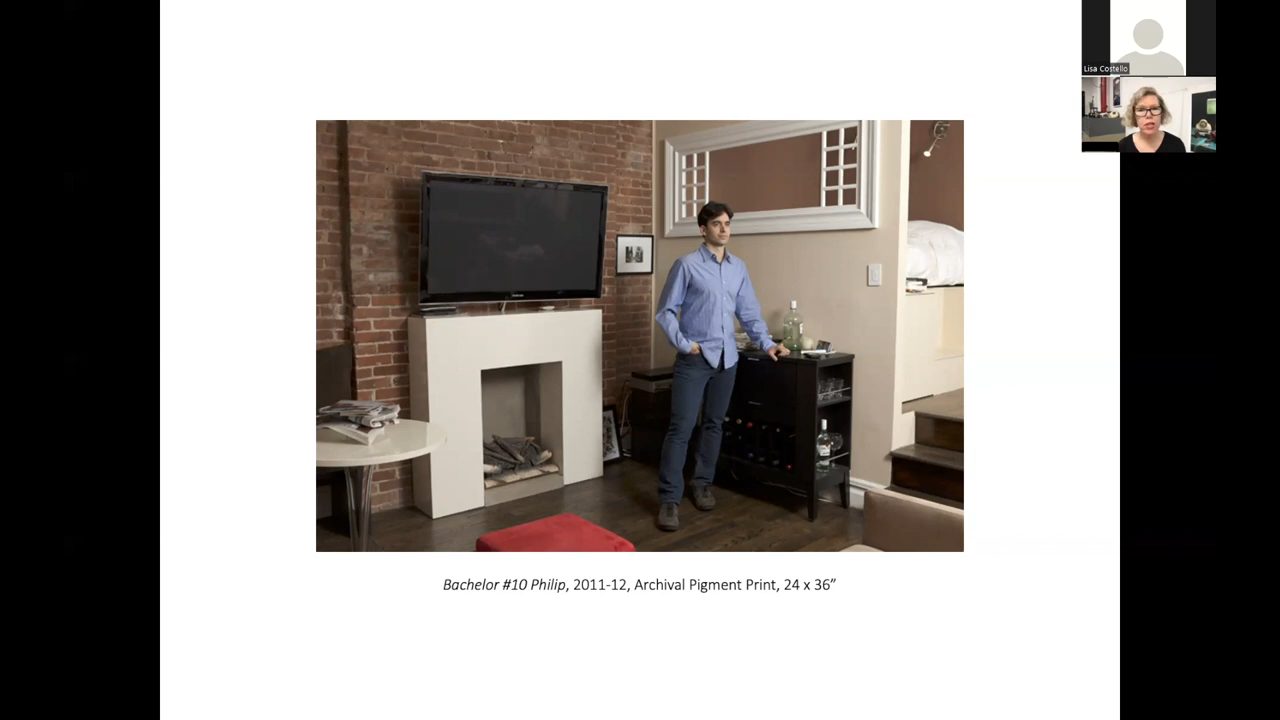 Lisa Costello
Bachelor #10 Philip, 2011-12, Archival Pigment Print, 24 x 36”